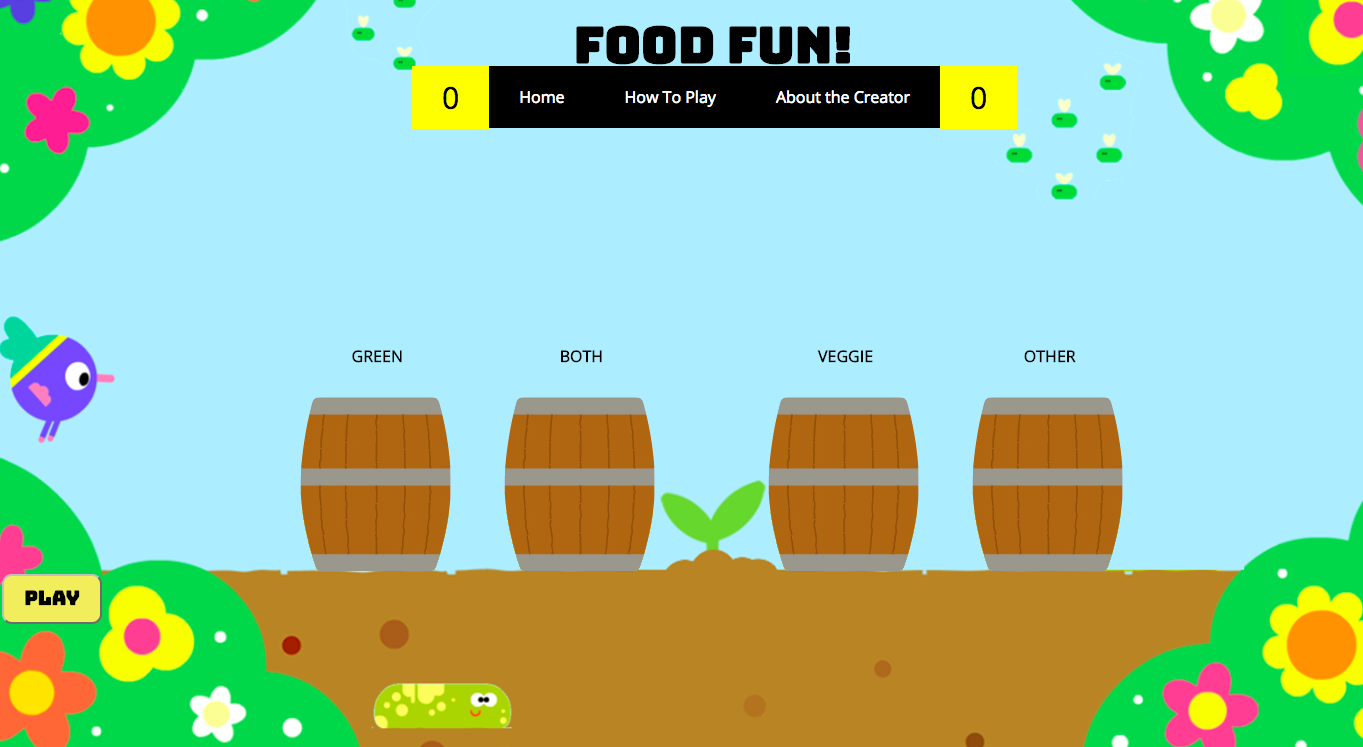 FOOD FUN!
0 Home How To Play About the Creator 0
GREEN BOTH VEGGIE OTHER
PLAY